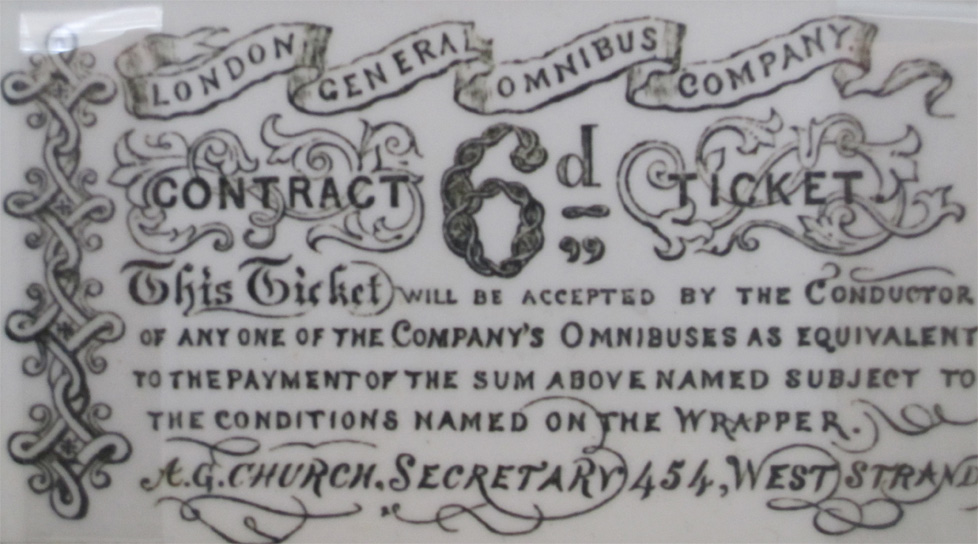 LONDON GENERAL OMNIBUS COMPANY
CONTRACT 6d TICKET.
This Ticket WILL BE ACCEPTED BY THE CONDUCTOR
OF ANY ONE OF THE COMPANY'S OMNIBUSES AS EQUIVALENT
TO THE PAYMENT OF THE SUM ABOVE NAMED SUBJECT TO
THE CONDITIONS NAMED ON THE WRAPPER.
A.G. CHURCH, SECRETARY 454, WEST STRAND